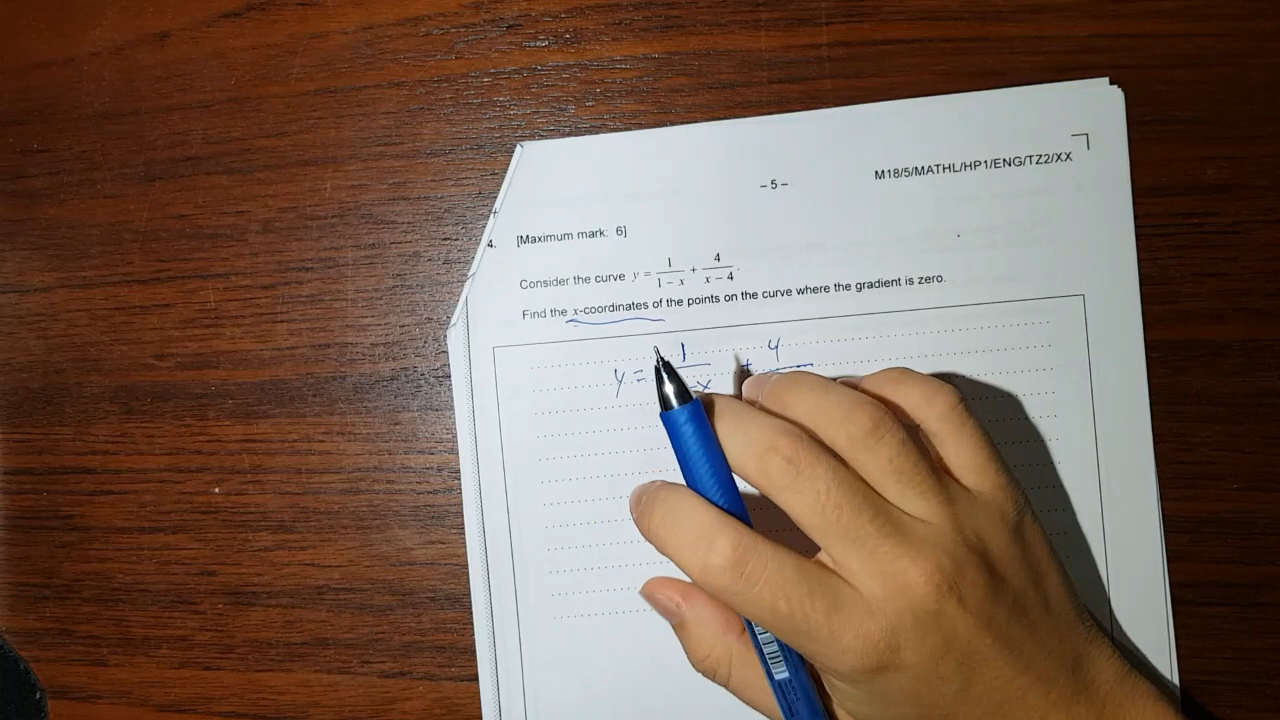 – 5 –
M18/5/MATHL/HP1/ENG/TZ2/XX
4. [Maximum mark: 6]
Consider the curve y = 1/(1 – x) + 4/(x – 4).
Find the x-coordinates of the points on the curve where the gradient is zero.
y = 1/-x + 4